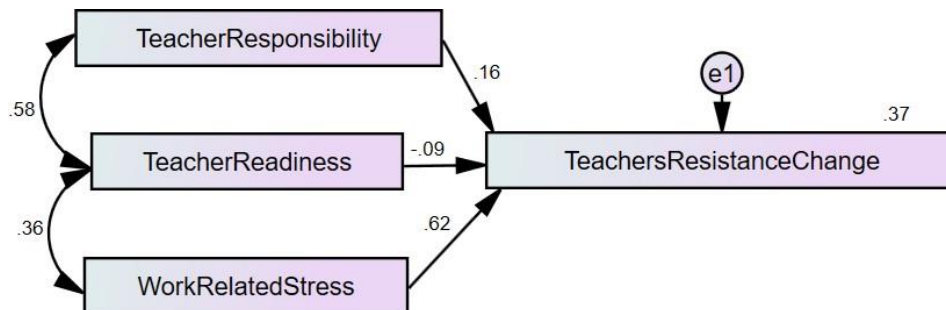 TeacherResponsibility
.16
e1
.58
.37
TeacherReadiness
-.09
TeachersResistanceChange
.36
.62
WorkRelatedStress